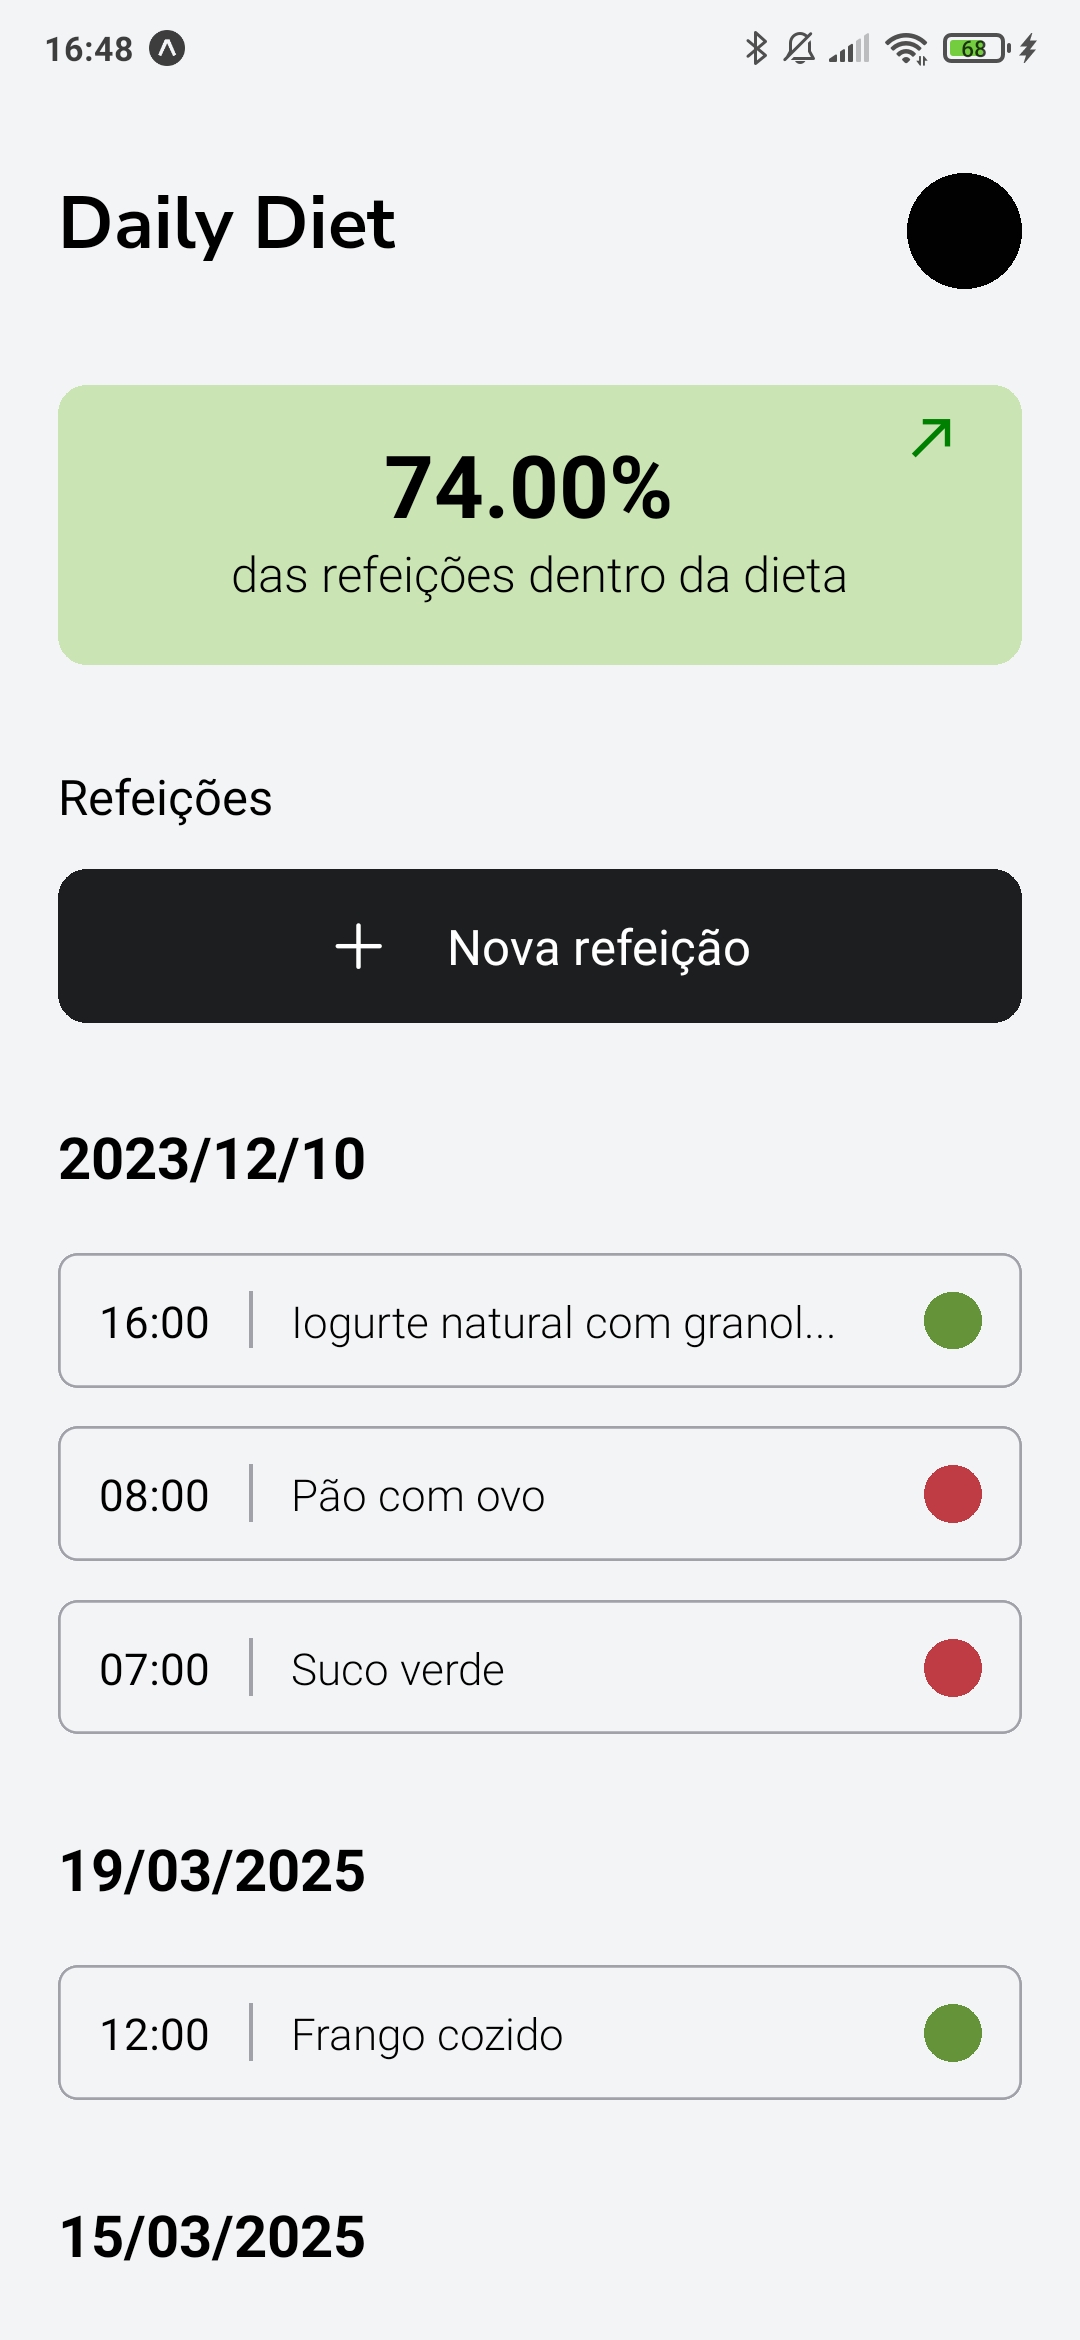 16:48
68
Daily Diet
74.00%
das refeições dentro da dieta
Refeições
Nova refeição
2023/12/10
16:00 Iogurte natural com granol...
08:00 Pão com ovo
07:00 Suco verde
19/03/2025
12:00 Frango cozido
15/03/2025